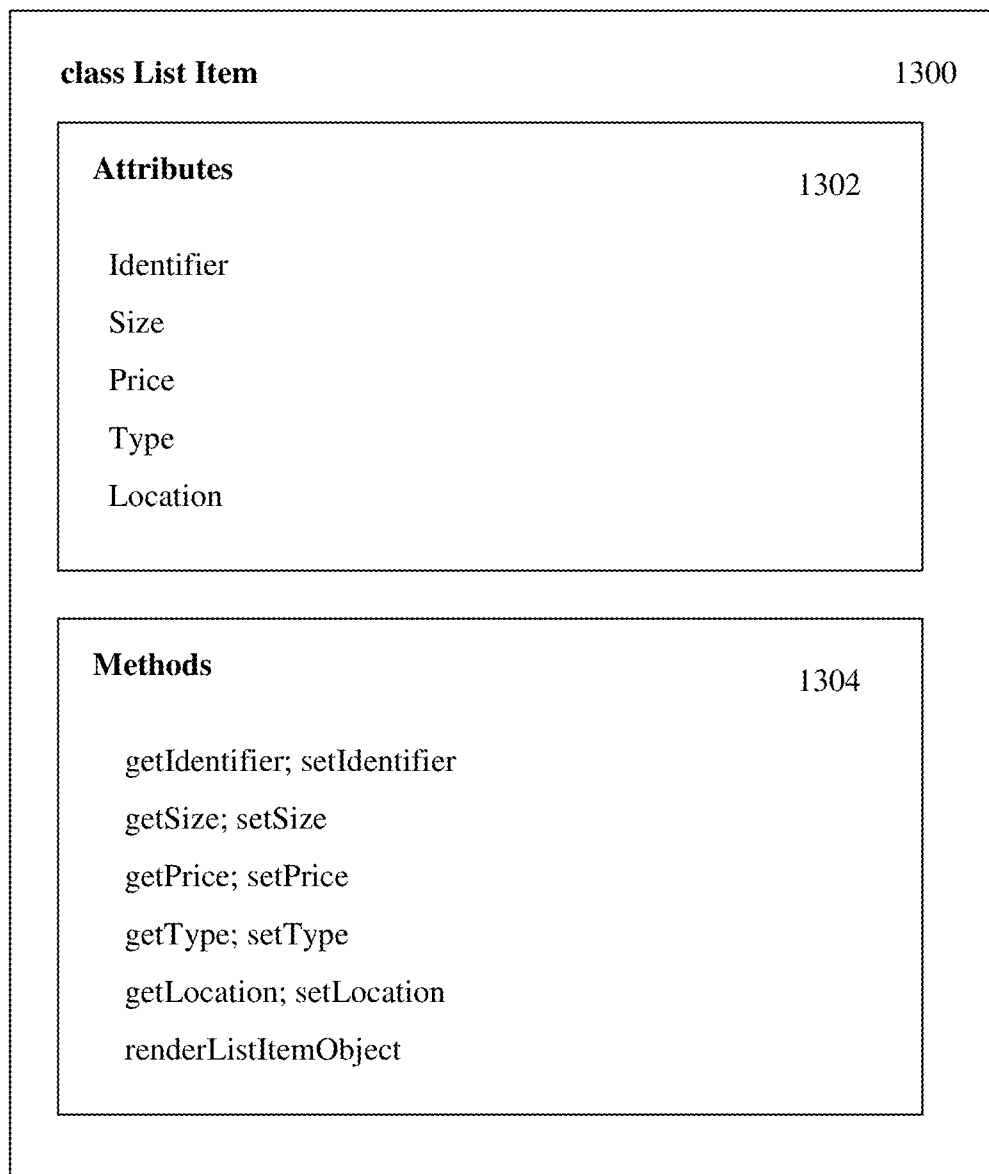 class List Item 1300
Attributes 1302
Identifier
Size
Price
Type
Location
Methods 1304
getIdentifier; setIdentifier
getSize; setSize
getPrice; setPrice
getType; setType
getLocation; setLocation
renderListItemObject